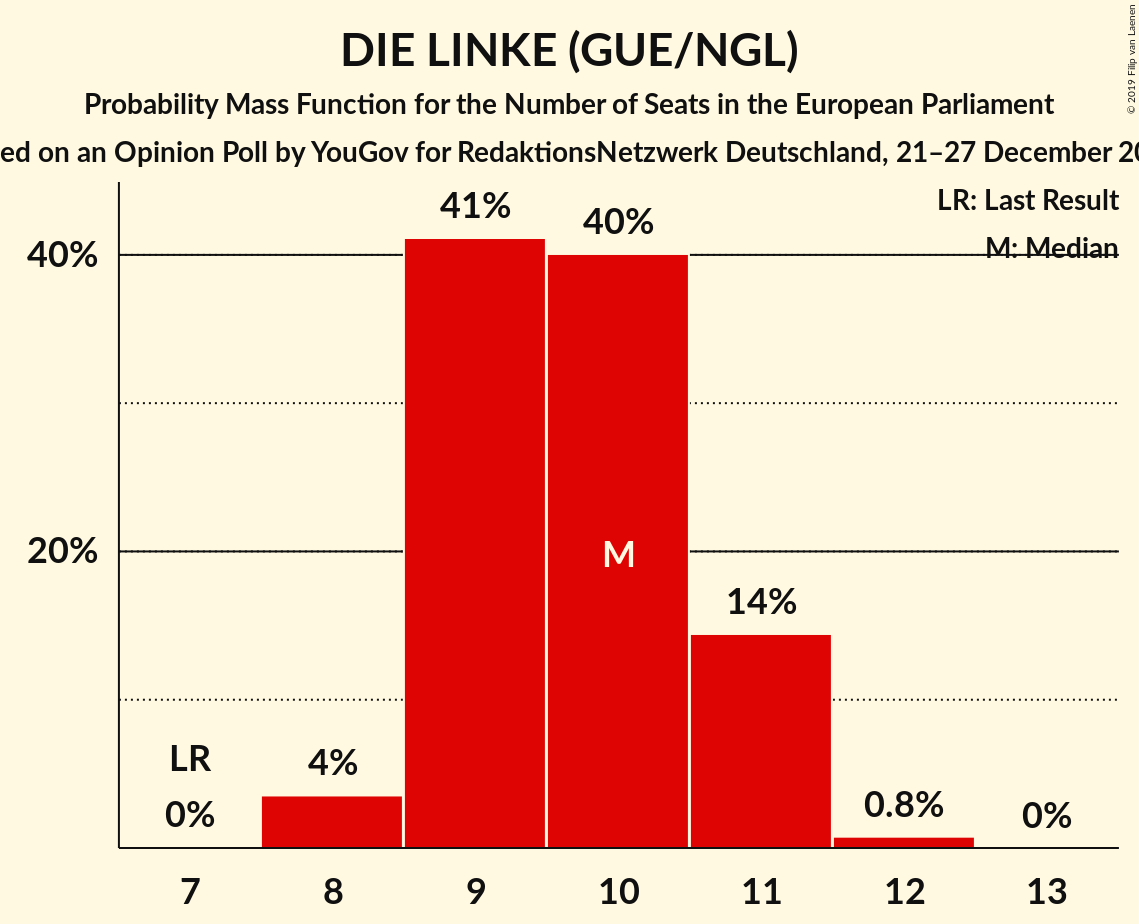 DIE LINKE (GUE/NGL)
Probability Mass Function for the Number of Seats in the European Parliament
ed on an Opinion Poll by YouGov for RedaktionsNetzwerk Deutschland, 21–27 December 20
© 2019 Filip van Laenen
LR: Last Result
M: Median
41%
40%
40%
20%
M
14%
LR
4%
0%
0.8%
0%
7 8 9 10 11 12 13